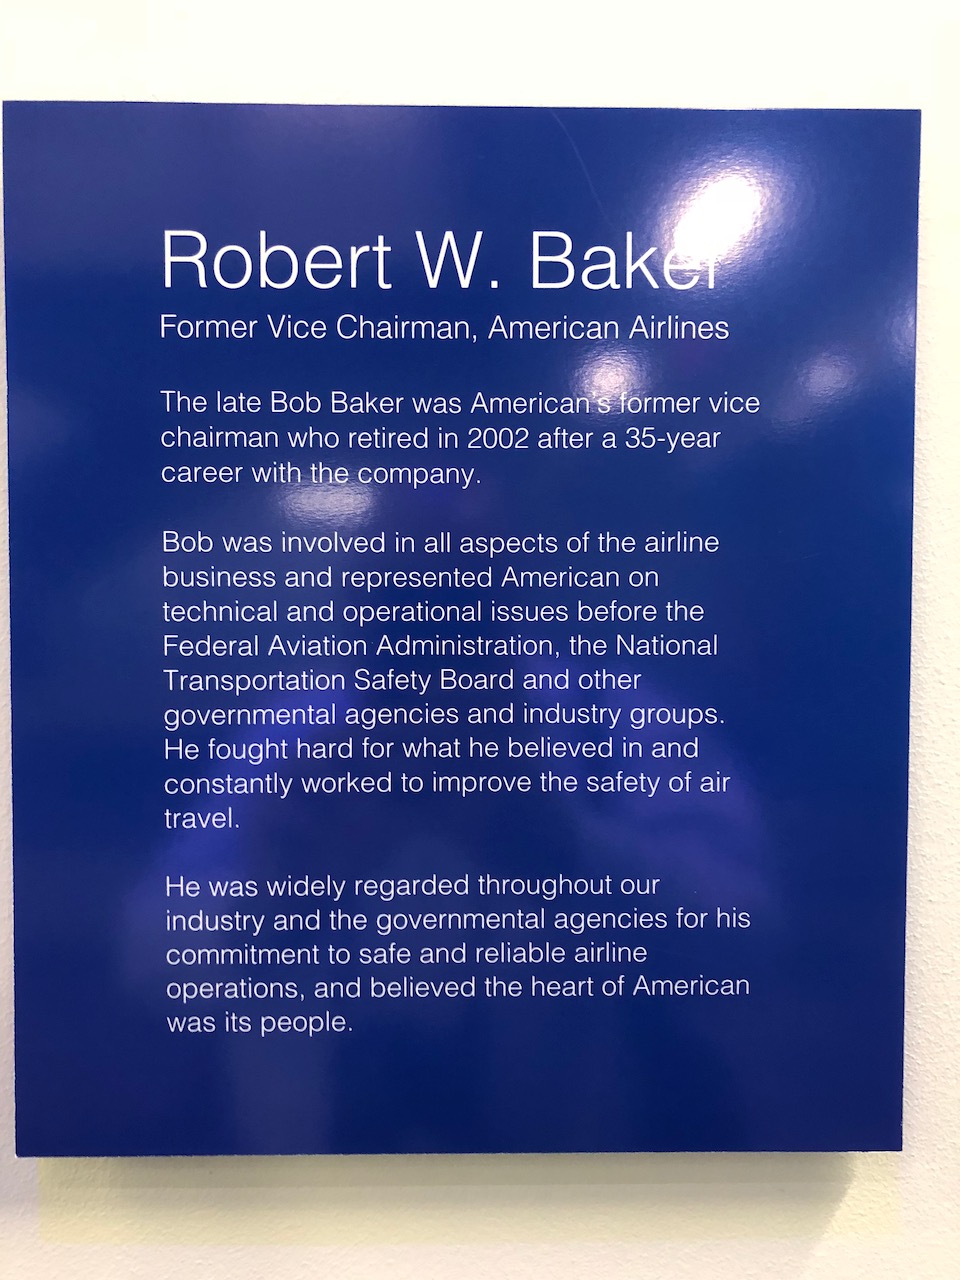 Robert W. Baker
Former Vice Chairman, American Airlines
The late Bob Baker was American's former vice
chairman who retired in 2002 after a 35-year
career with the company.
Bob was involved in all aspects of the airline
business and represented American on
technical and operational issues before the
Federal Aviation Administration, the National
Transportation Safety Board and other
governmental agencies and industry groups.
He fought hard for what he believed in and
constantly worked to improve the safety of air
travel.
He was widely regarded throughout our
industry and the governmental agencies for his
commitment to safe and reliable airline
operations, and believed the heart of American
was its people.